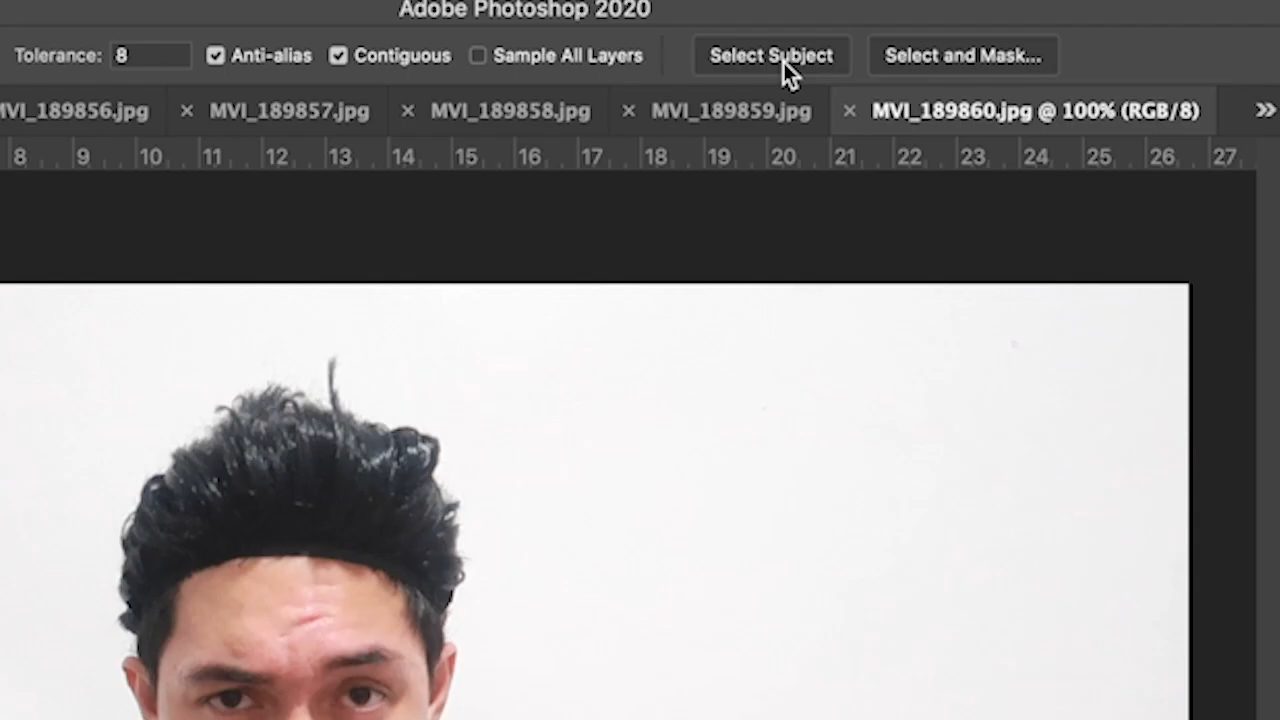 Adobe Photoshop 2020
Tolerance: 8 Anti-alias Contiguous Sample All Layers Select Subject Select and Mask...
MVI_189856.jpg × MVI_189857.jpg × MVI_189858.jpg × MVI_189859.jpg × MVI_189860.jpg @ 100% (RGB/8) »
8 9 10 11 12 13 14 15 16 17 18 19 20 21 22 23 24 25 26 27